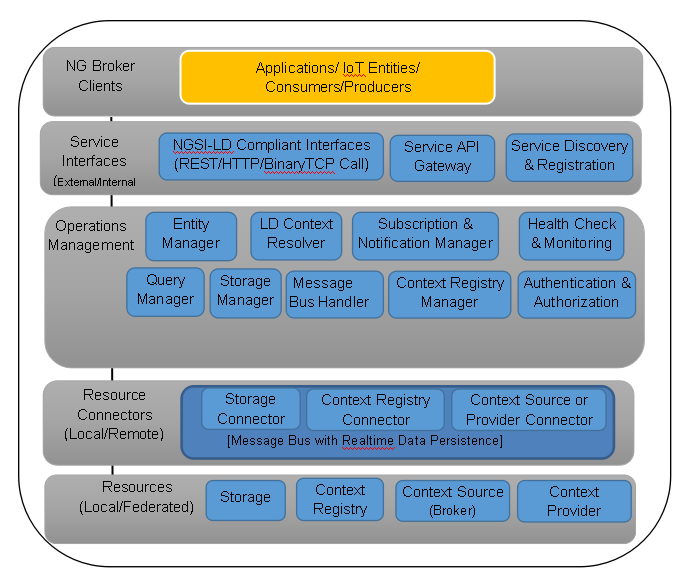 NG Broker
Clients
Applications/ IoT Entities/
Consumers/Producers
Service
Interfaces
(External/Internal
NGSI-LD Compliant Interfaces
(REST/HTTP/BinaryTCP Call)
Service API
Gateway
Service Discovery
& Registration
Operations
Management
Entity
Manager
LD Context
Resolver
Subscription &
Notification Manager
Health Check
& Monitoring
Query
Manager
Storage
Manager
Message
Bus Handler
Context Registry
Manager
Authentication &
Authorization
Resource
Connectors
(Local/Remote)
Storage
Connector
Context Registry
Connector
Context Source or
Provider Connector
[Message Bus with Realtime Data Persistence]
Resources
(Local/Federated)
Storage
Context
Registry
Context Source
(Broker)
Context
Provider